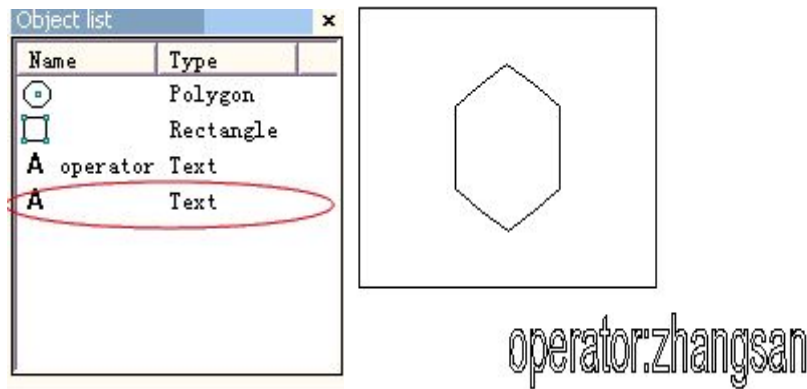 Object list x
Name Type
Polygon
Rectangle
A operator Text
A Text
operator:zhangsan